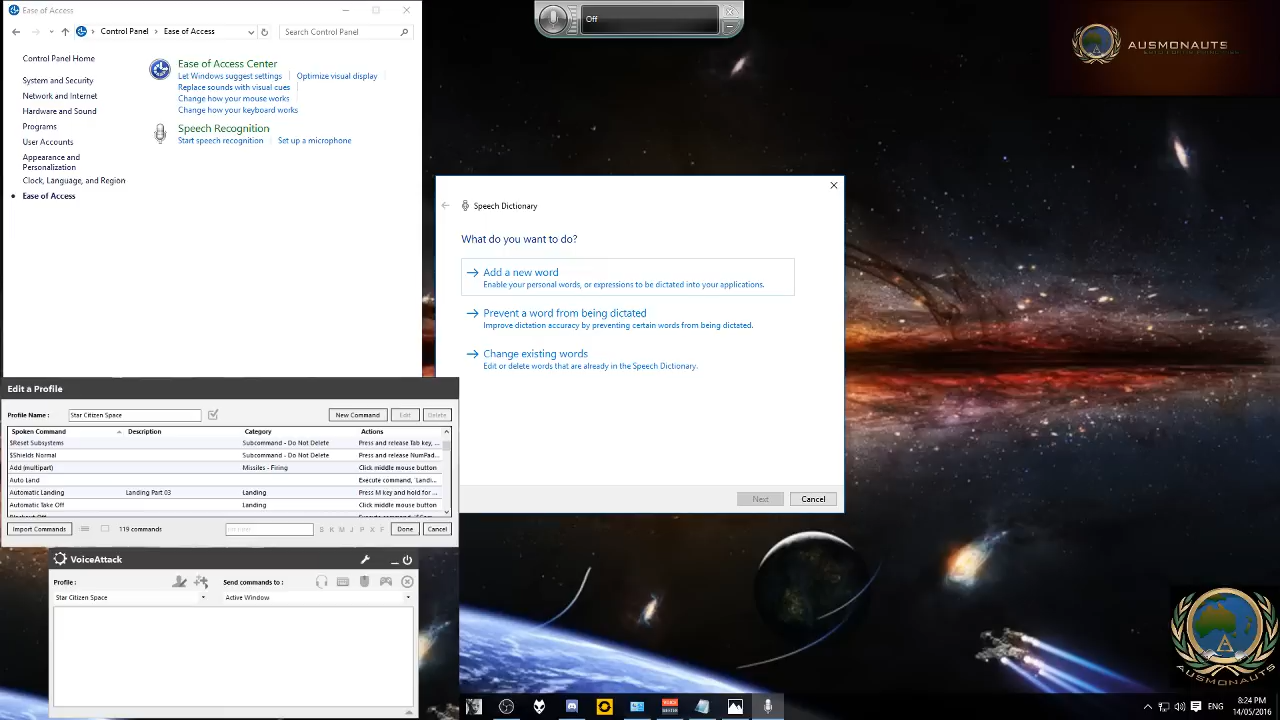 Ease of Access
Control Panel
Ease of Access
Search Control Panel
Control Panel Home
System and Security
Network and Internet
Hardware and Sound
Programs
User Accounts
Appearance and
Personalization
Clock, Language, and Region
Ease of Access
Ease of Access Center
Let Windows suggest settings
Optimize visual display
Replace sounds with visual cues
Change how your mouse works
Change how your keyboard works
Speech Recognition
Start speech recognition
Set up a microphone
Off
AUSMONAUTS
Speech Dictionary
What do you want to do?
Add a new word
Enable your personal words, or expressions to be dictated into your applications.
Prevent a word from being dictated
Improve dictation accuracy by preventing certain words from being dictated.
Change existing words
Edit or delete words that are already in the Speech Dictionary.
Next
Cancel
Edit a Profile
Profile Name :
Star Citizen Space
New Command
Edit
Delete
Spoken Command Description Category Actions
$Reset Subsystems Subcommand - Do Not Delete Press and release Tab key, ...
$Shields Normal Subcommand - Do Not Delete Press and release NumPad...
Add (multipart) Missiles - Firing Click middle mouse button
Auto Land Execute command, 'Landi...
Automatic Landing Landing Part 03 Landing Press M key and hold for ...
Automatic Take Off Landing Click middle mouse button
Import Commands
119 commands
S K M J P X F
Done
Cancel
VoiceAttack
Profile :
Send commands to :
Star Citizen Space
Active Window
AUSMONAUTS
ENG
8:24 PM
14/05/2016